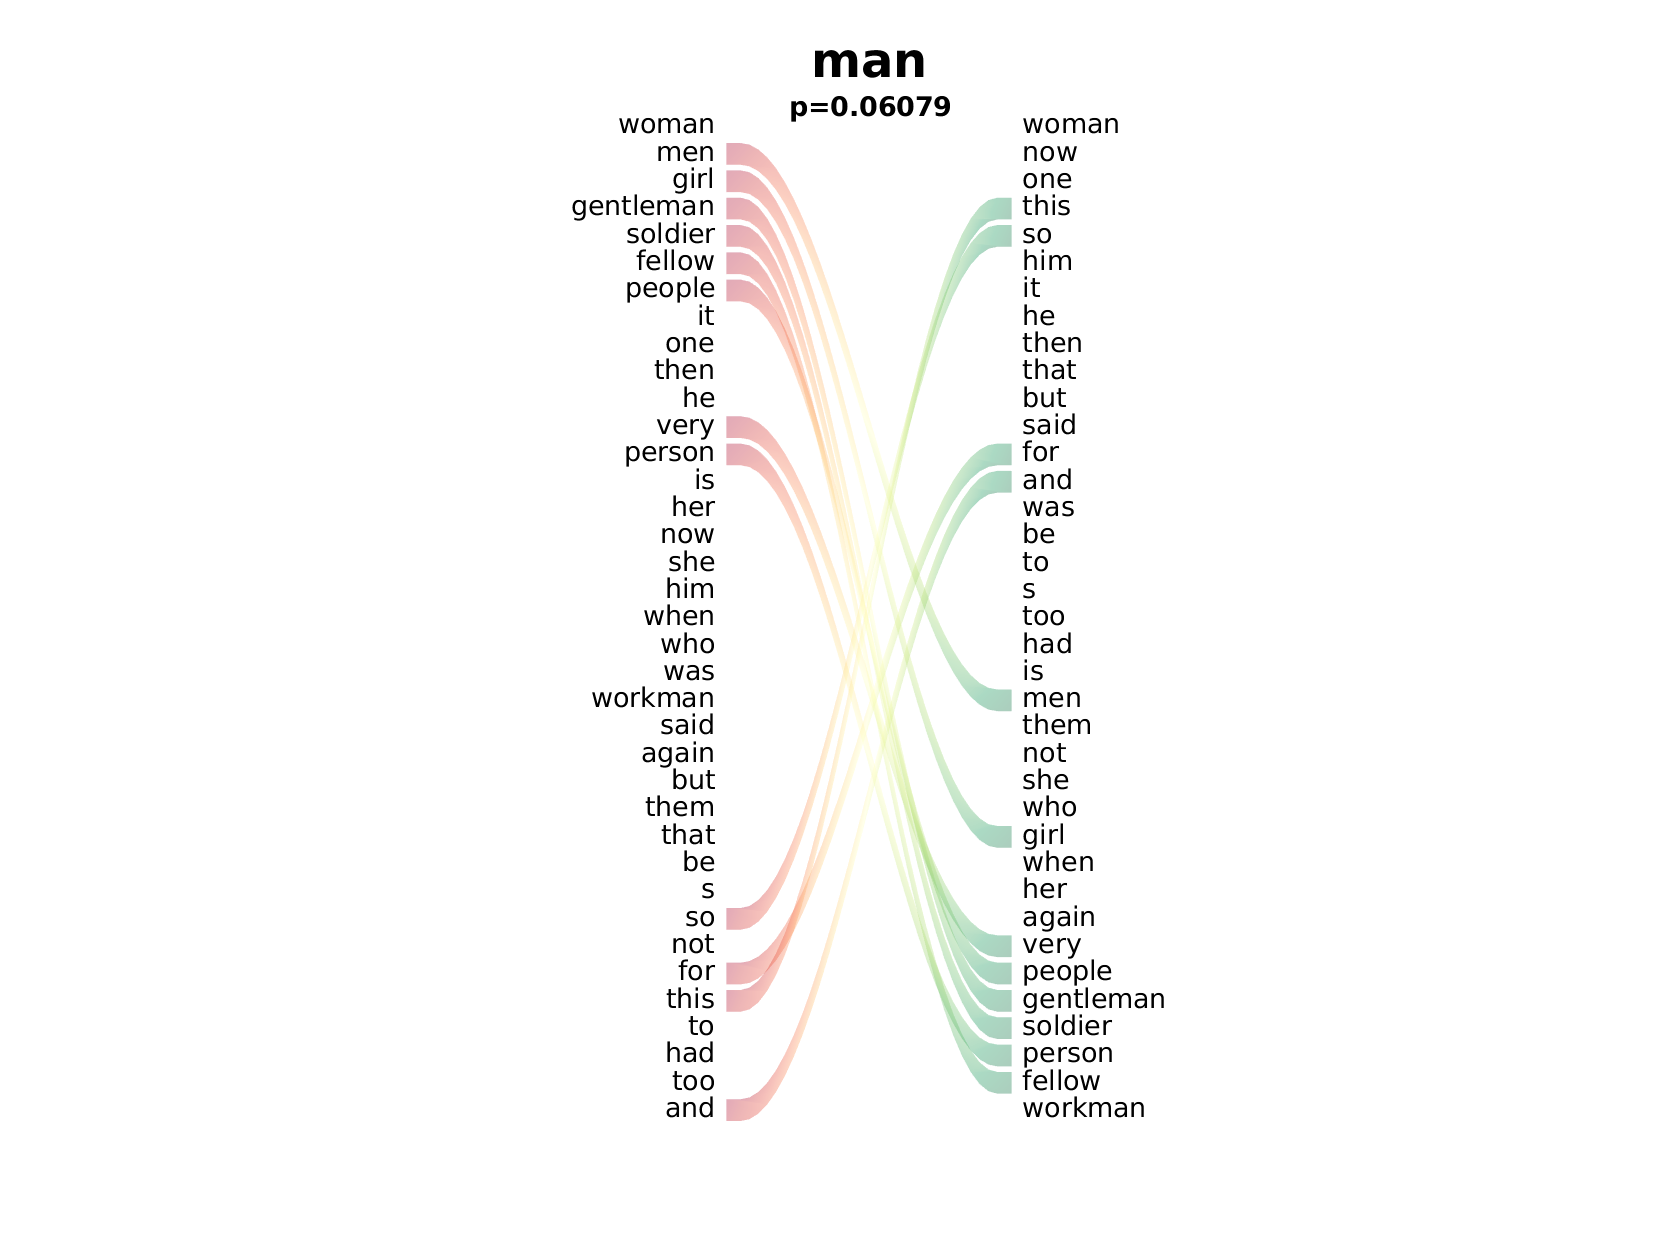 man
p=0.06079
woman
men
girl
gentleman
soldier
fellow
people
it
one
then
he
very
person
is
her
now
she
him
when
who
was
workman
said
again
but
them
that
be
s
so
not
for
this
to
had
too
and
woman
now
one
this
so
him
it
he
then
that
but
said
for
and
was
be
to
s
too
had
is
men
them
not
she
who
girl
when
her
again
very
people
gentleman
soldier
person
fellow
workman